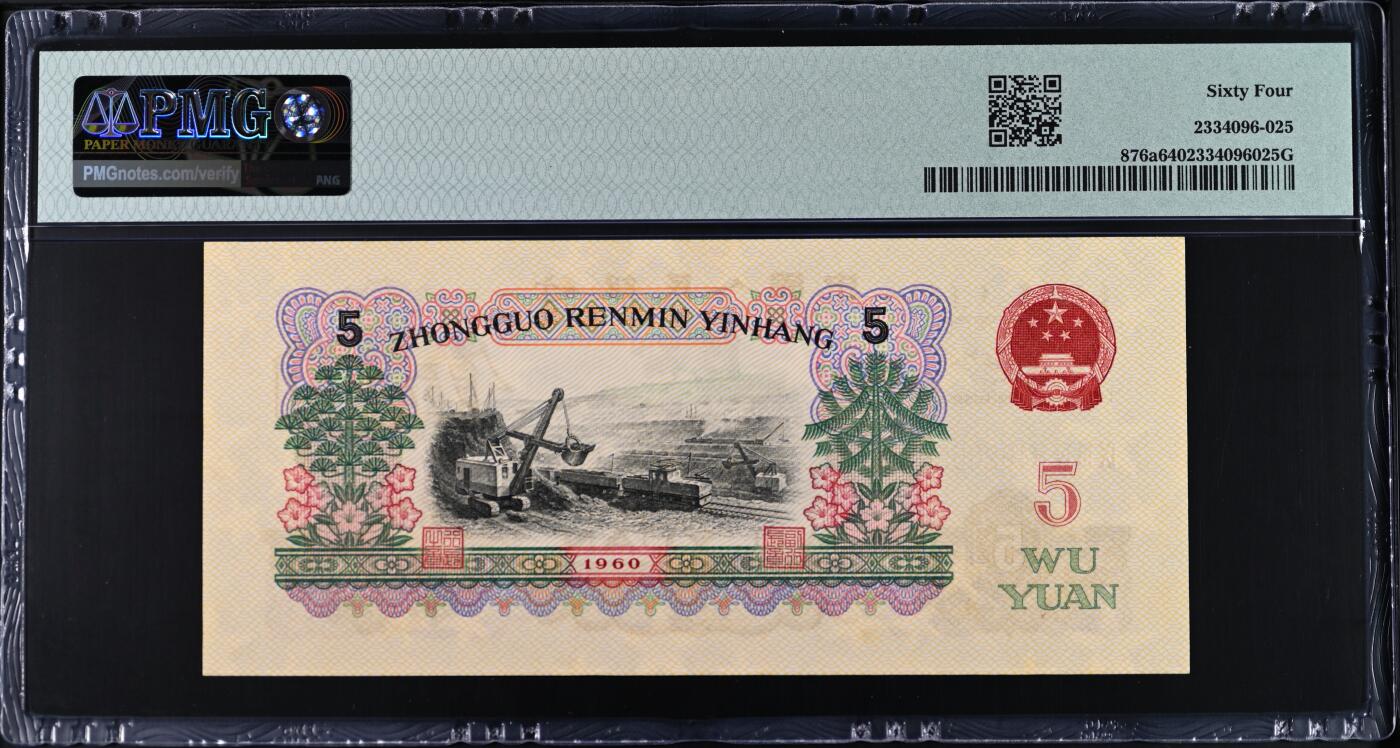 PMG
PAPER MONEY GUARANTY
PMGnotes.com/verify
PNG
Sixty Four
2334096-025
876a6402334096025G
5 ZHONGGUO RENMIN YINHANG 5
1960
5
WU
YUAN